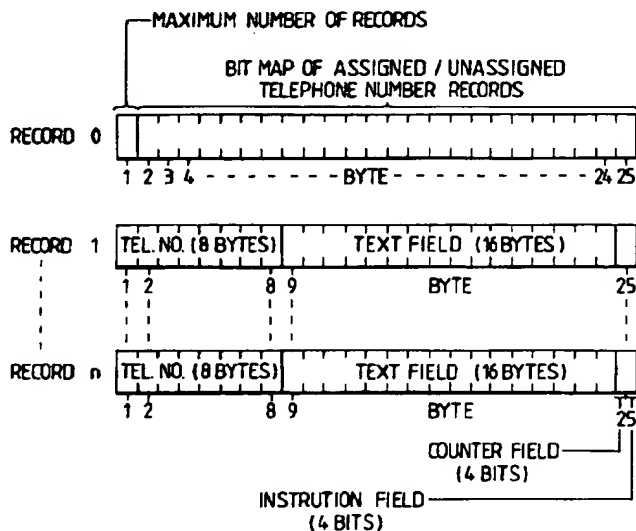 MAXIMUM NUMBER OF RECORDS
BIT MAP OF ASSIGNED / UNASSIGNED
TELEPHONE NUMBER RECORDS
RECORD 0
1 2 3 4 - - - - - - - - - - - BYTE - - - - - - - - - - - - - 24 25
RECORD 1 TEL. NO. (8 BYTES) TEXT FIELD (16 BYTES)
1 2 8 9 BYTE 25
RECORD n TEL. NO. (8 BYTES) TEXT FIELD (16 BYTES)
1 2 8 9 BYTE 25
COUNTER FIELD
(4 BITS)
INSTRUTION FIELD
(4 BITS)